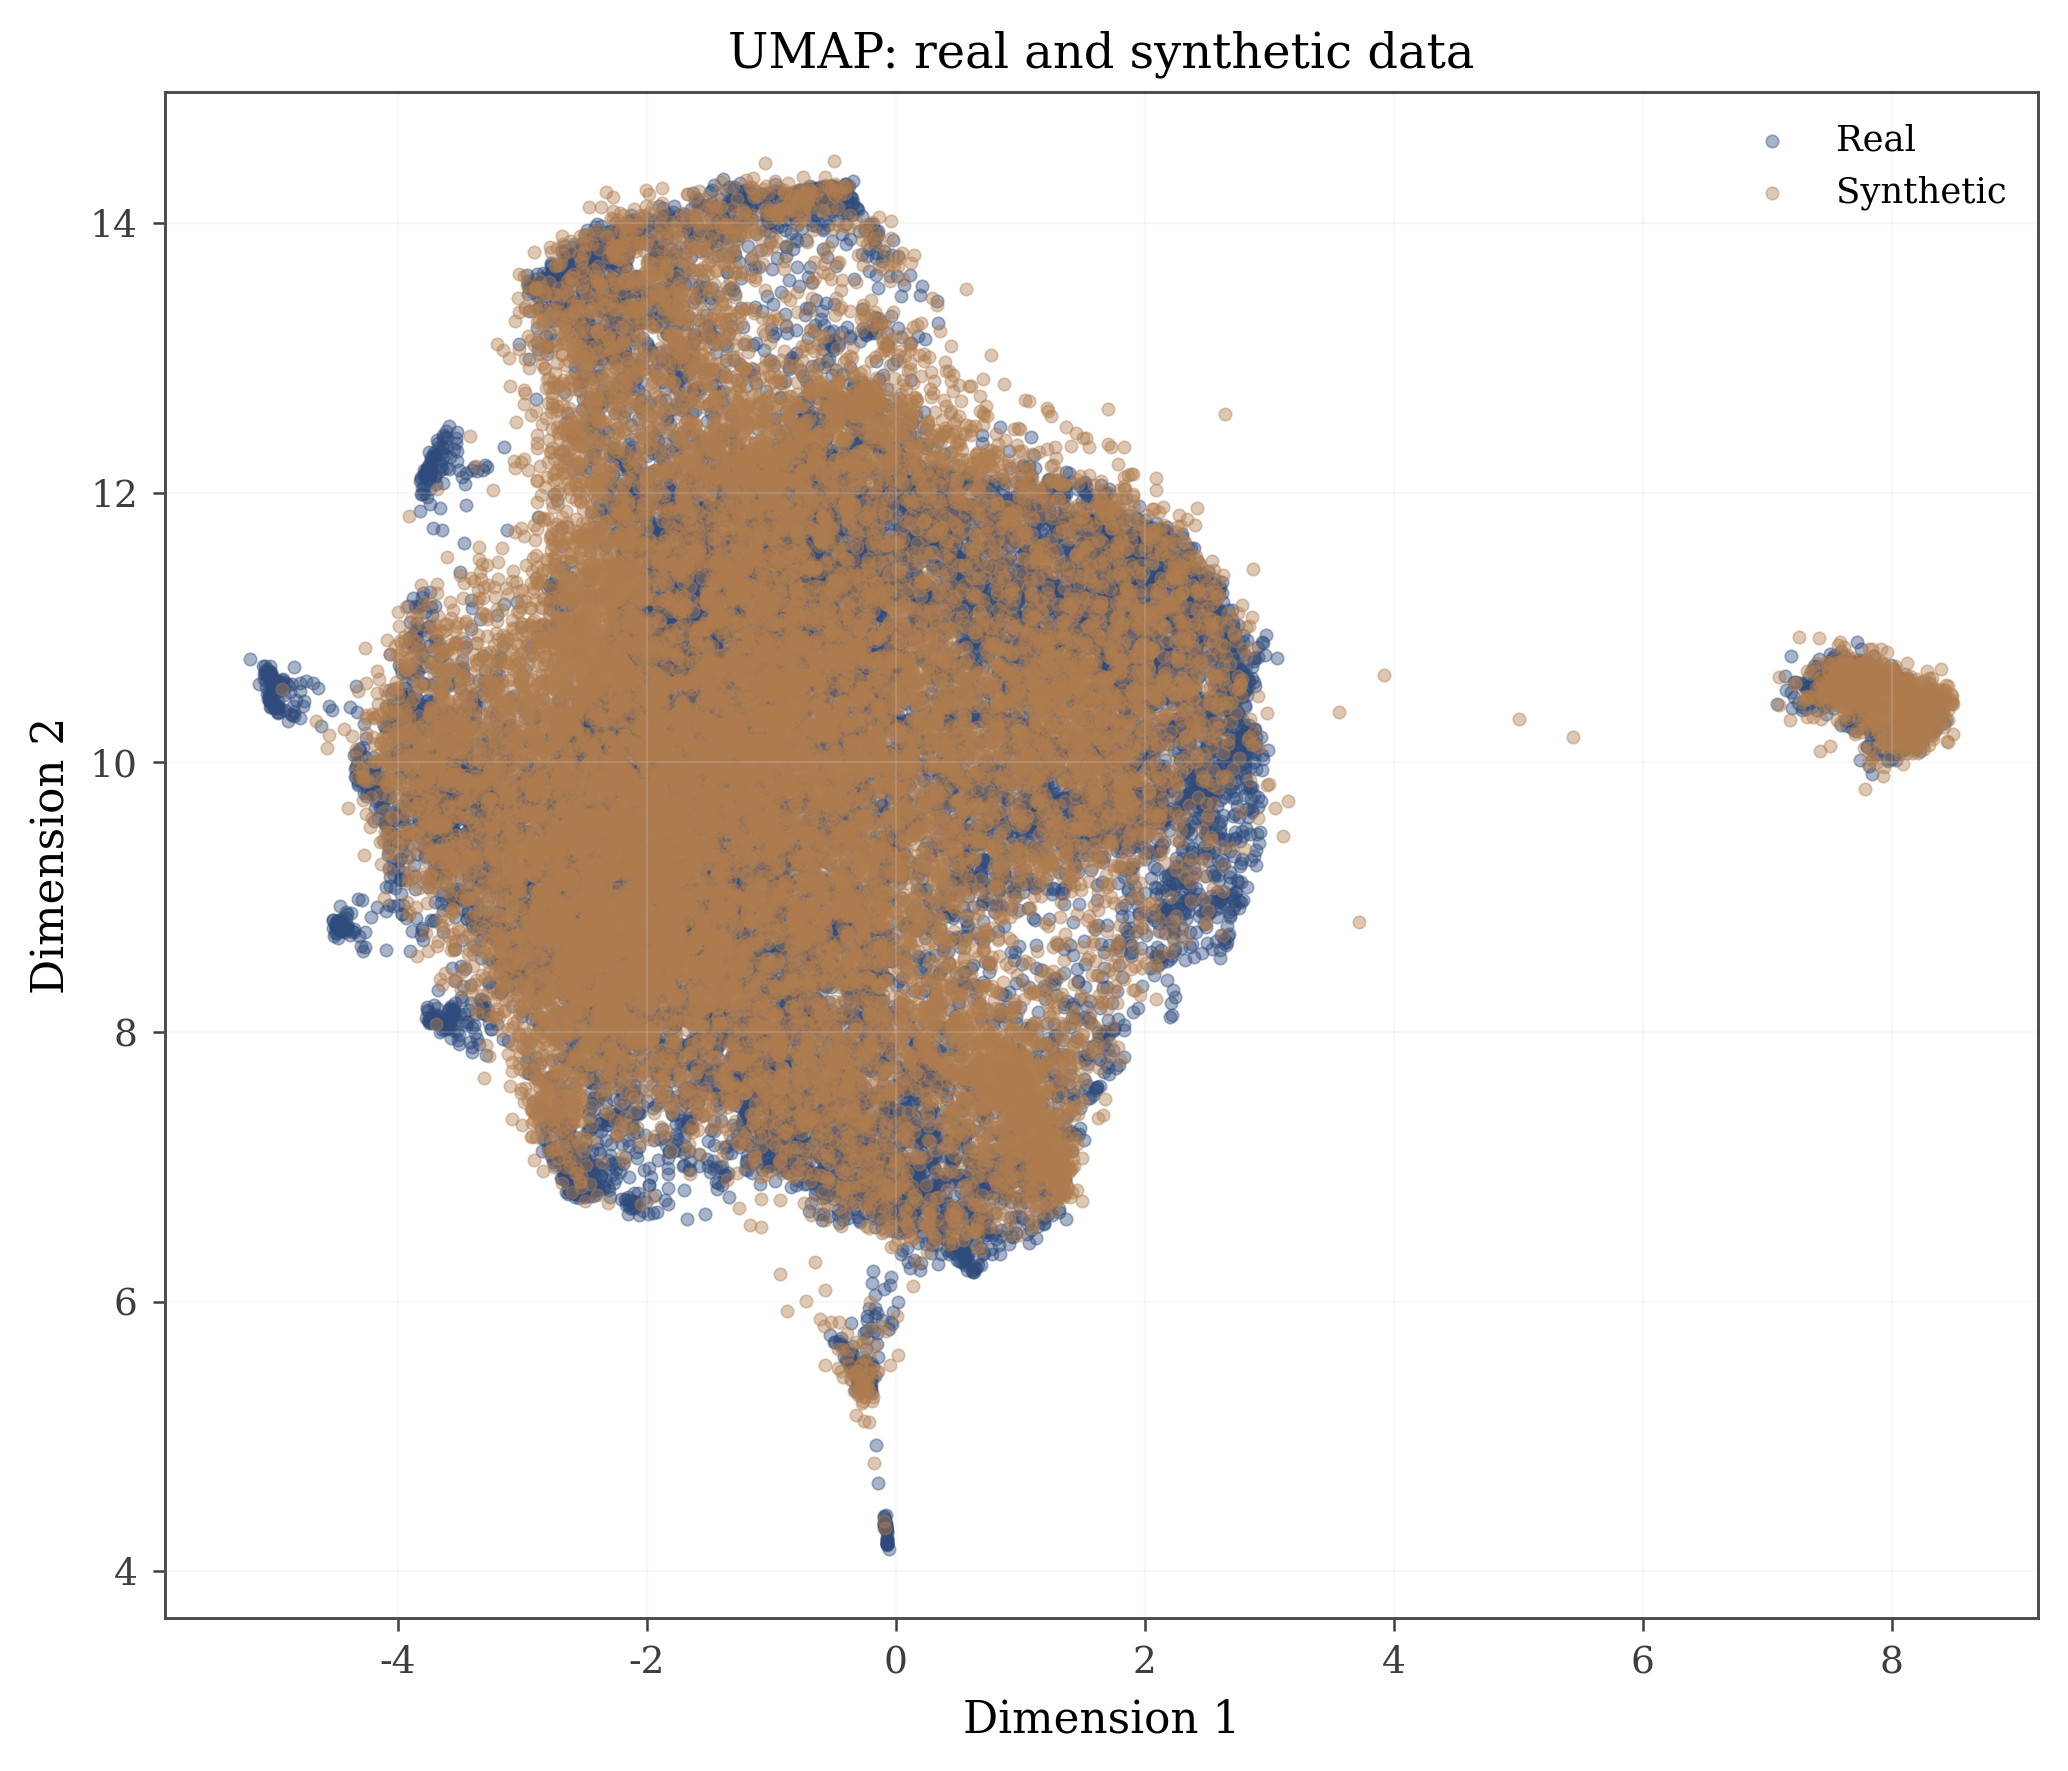 UMAP: real and synthetic data
Real
Synthetic
14
12
10
8
6
4
Dimension 2
-4
-2
0
2
4
6
8
Dimension 1